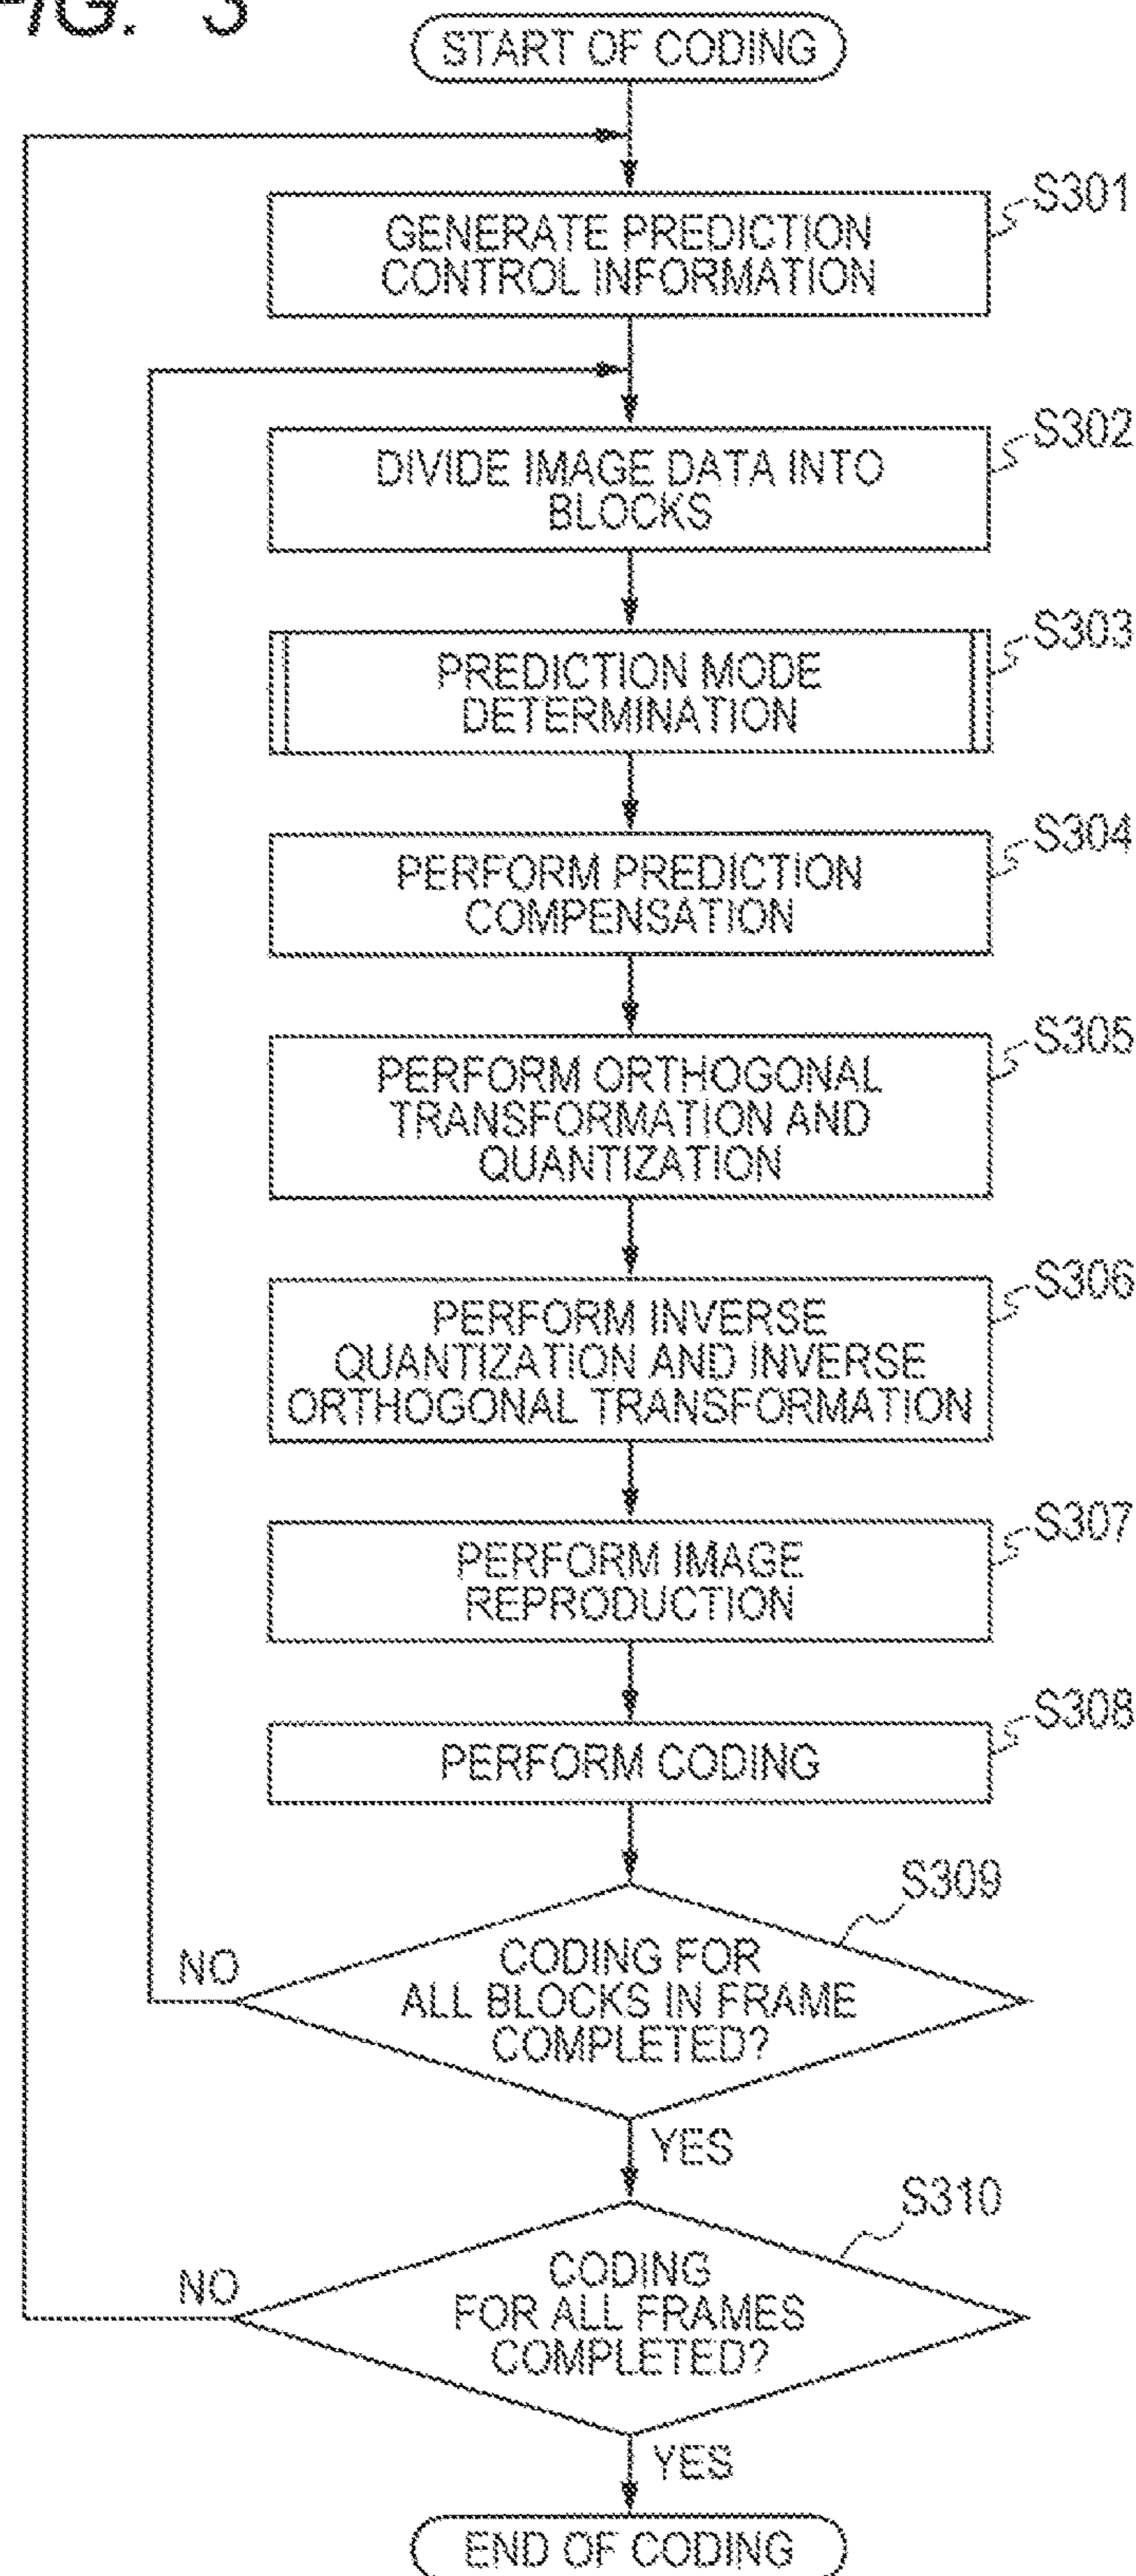 FIG. 3
START OF CODING
S301
GENERATE PREDICTION
CONTROL INFORMATION
S302
DIVIDE IMAGE DATA INTO
BLOCKS
S303
PREDICTION MODE
DETERMINATION
S304
PERFORM PREDICTION
COMPENSATION
S305
PERFORM ORTHOGONAL
TRANSFORMATION AND
QUANTIZATION
S306
PERFORM INVERSE
QUANTIZATION AND INVERSE
ORTHOGONAL TRANSFORMATION
S307
PERFORM IMAGE
REPRODUCTION
S308
PERFORM CODING
S309
NO
CODING FOR
ALL BLOCKS IN FRAME
COMPLETED?
YES
S310
NO
CODING
FOR ALL FRAMES
COMPLETED?
YES
END OF CODING